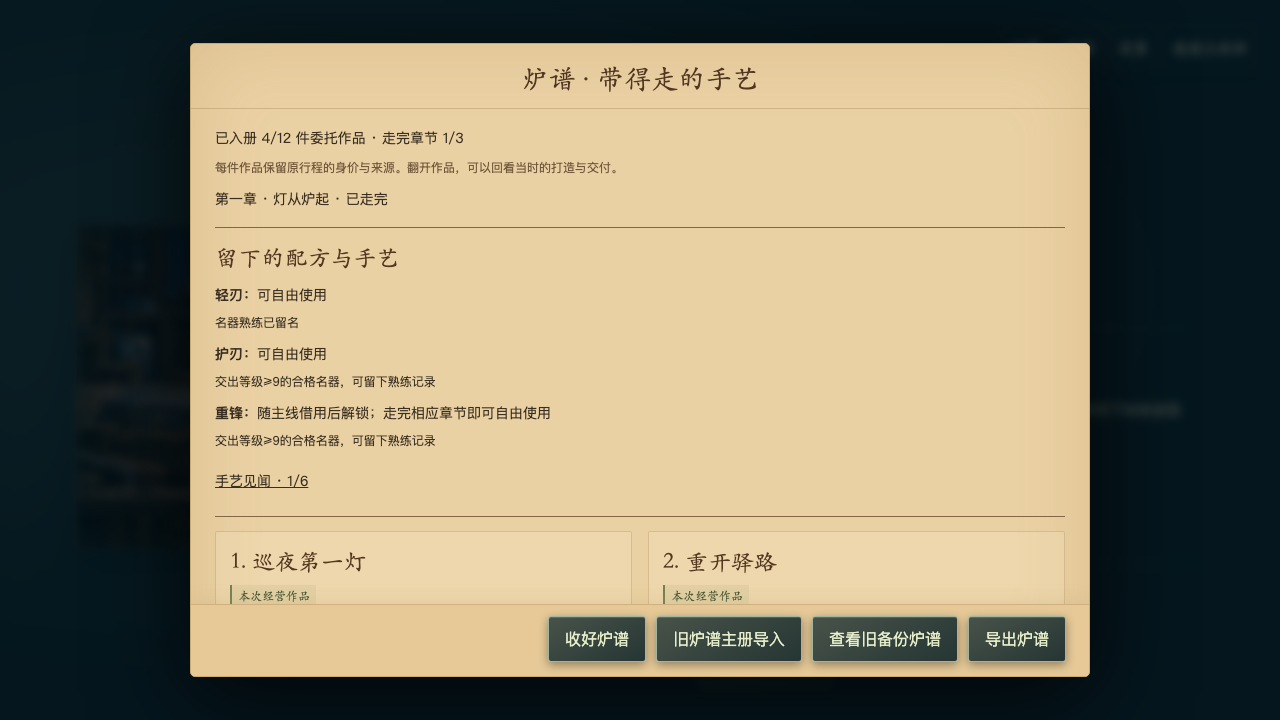 炉谱 · 带得走的手艺
已入册 4/12 件委托作品 · 走完章节 1/3
每件作品保留原行程的身价与来源。翻开作品，可以回看当时的打造与交付。
第一章 · 灯从炉起 · 已走完
留下的配方与手艺
轻刃：可自由使用
名器熟练已留名
护刃：可自由使用
交出等级≥9的合格名器，可留下熟练记录
重锋：随主线借用后解锁；走完相应章节即可自由使用
交出等级≥9的合格名器，可留下熟练记录
手艺见闻 · 1/6
1. 巡夜第一灯
本次经营作品
2. 重开驿路
本次经营作品
收好炉谱
旧炉谱主册导入
查看旧备份炉谱
导出炉谱